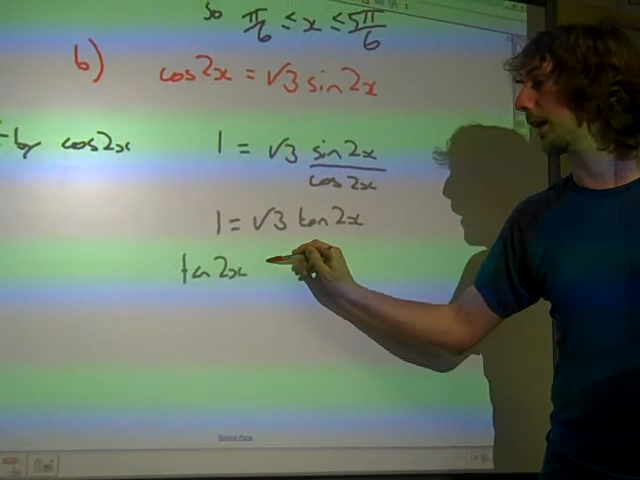 so π/6 ≤ x ≤ 5π/6
b) cos2x = √3 sin2x
÷ by cos2x 1 = √3 sin2x/cos2x
1 = √3 tan2x
tan2x